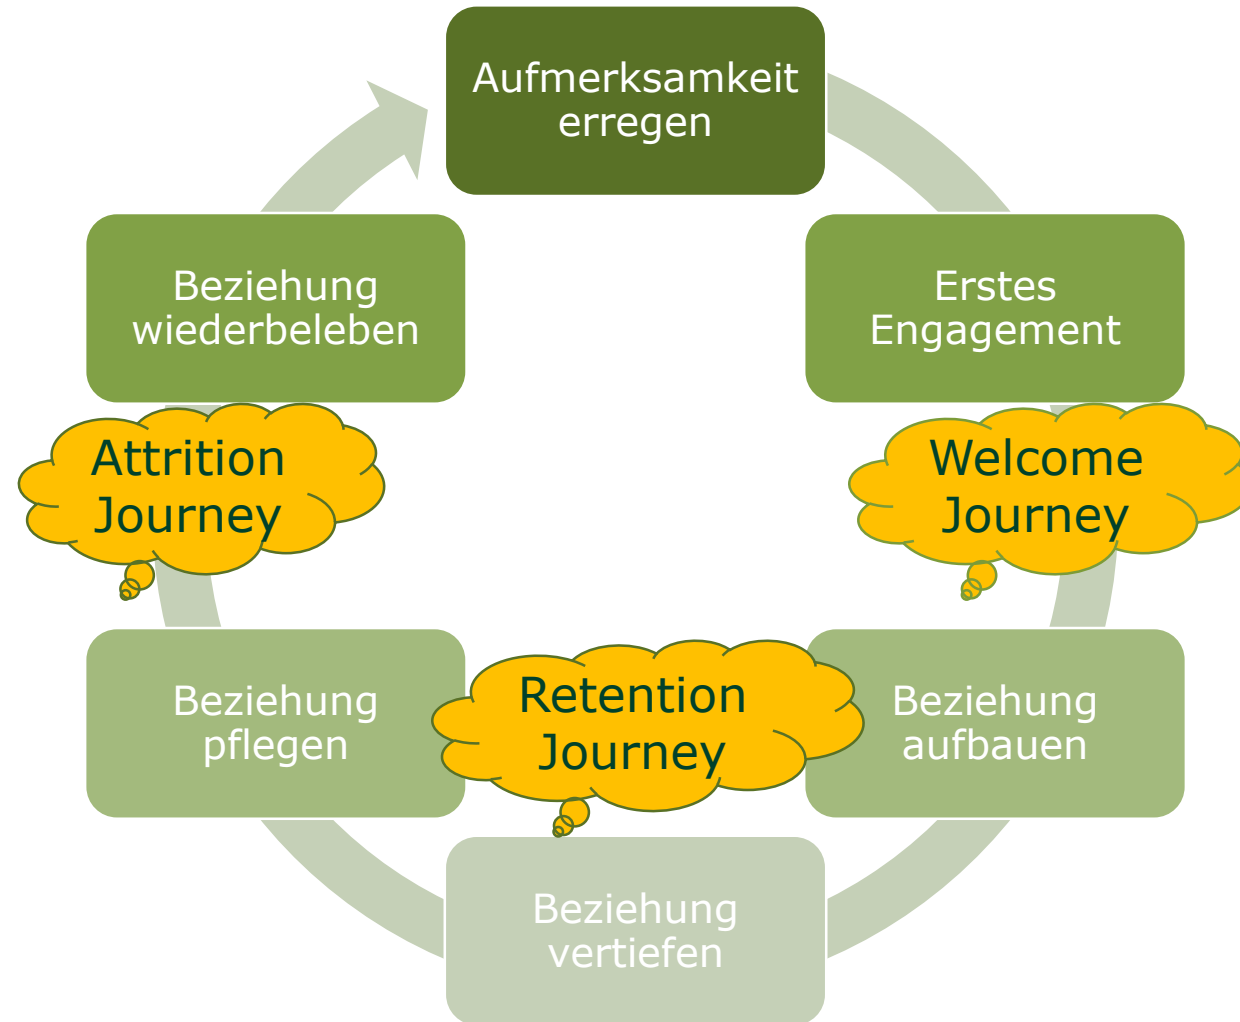 Aufmerksamkeit
erregen
Erstes
Engagement
Welcome
Journey
Beziehung
aufbauen
Beziehung
vertiefen
Retention
Journey
Beziehung
pflegen
Attrition
Journey
Beziehung
wiederbeleben